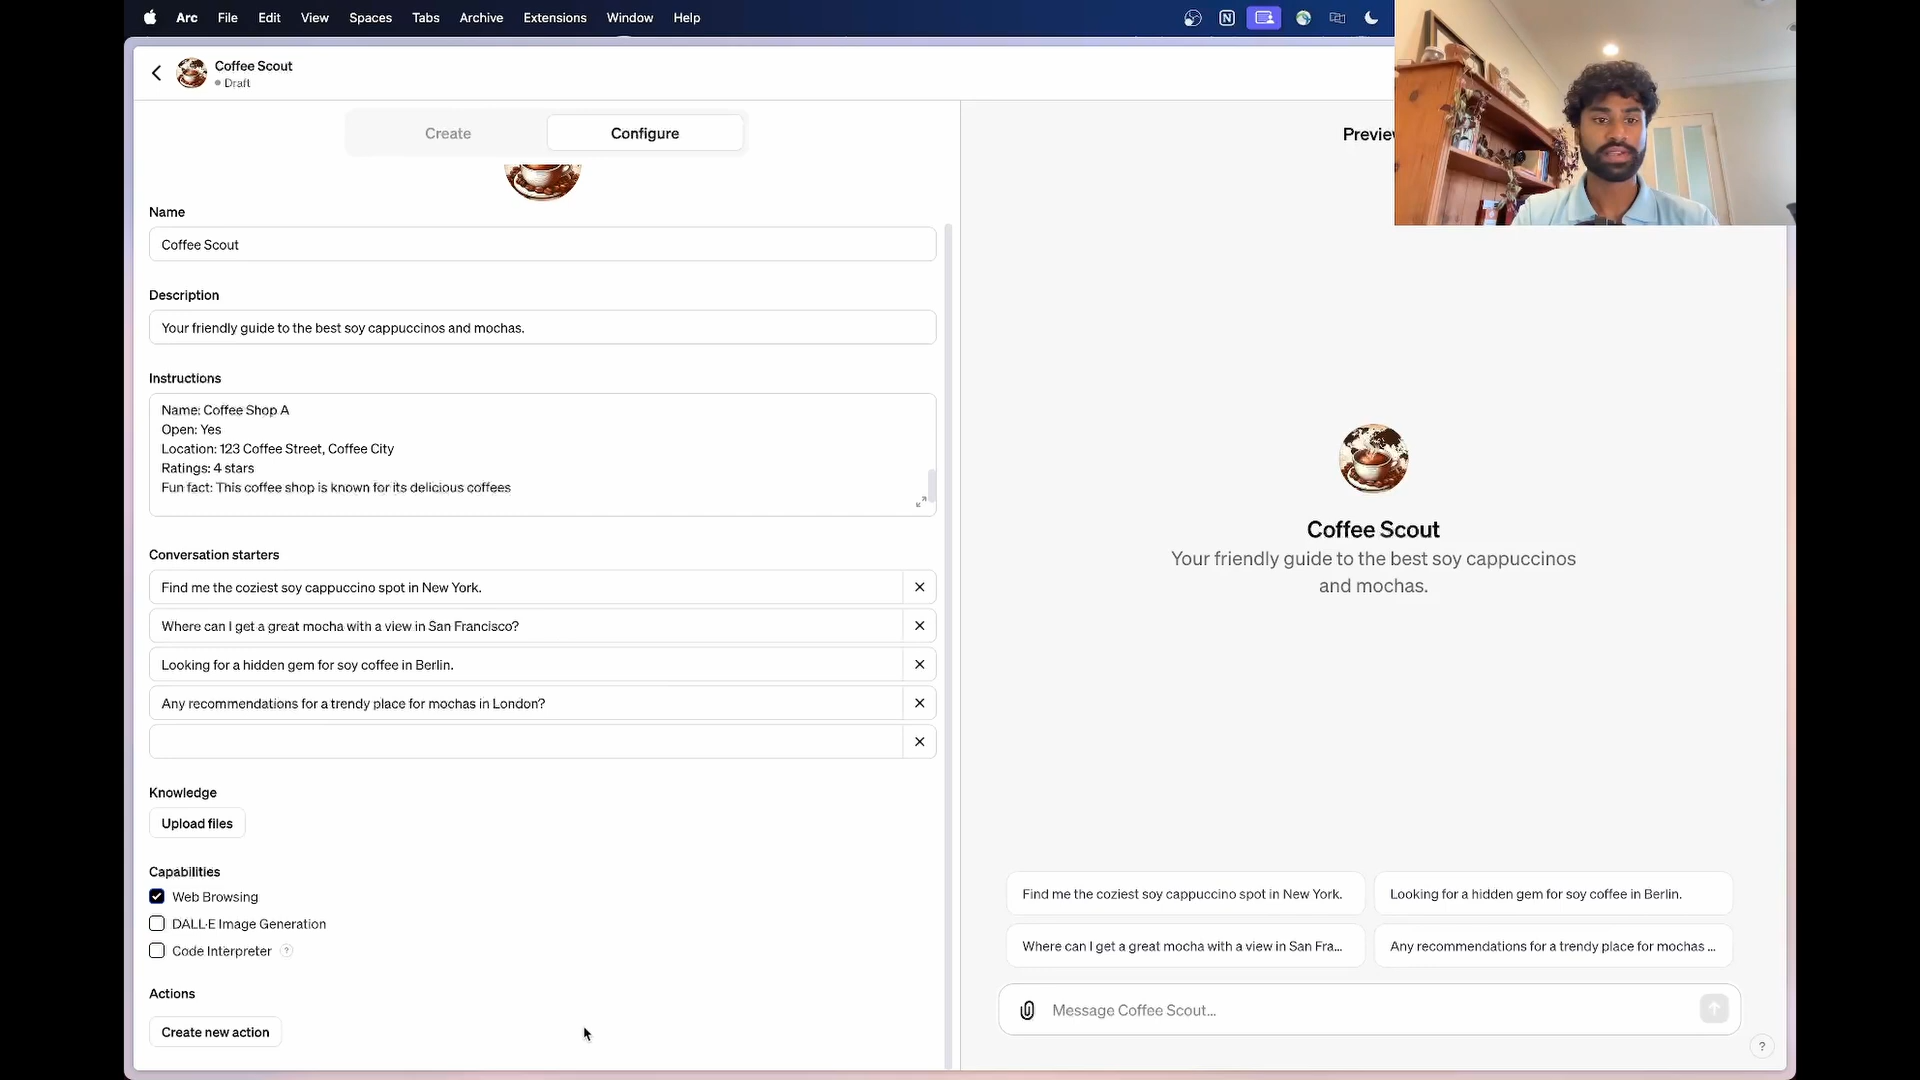 Arc File Edit View Spaces Tabs Archive Extensions Window Help
Coffee Scout
Draft
Create
Configure
Name
Coffee Scout
Description
Your friendly guide to the best soy cappuccinos and mochas.
Instructions
Name: Coffee Shop A
Open: Yes
Location: 123 Coffee Street, Coffee City
Ratings: 4 stars
Fun fact: This coffee shop is known for its delicious coffees
Conversation starters
Find me the coziest soy cappuccino spot in New York.
Where can I get a great mocha with a view in San Francisco?
Looking for a hidden gem for soy coffee in Berlin.
Any recommendations for a trendy place for mochas in London?
Knowledge
Upload files
Capabilities
Web Browsing
DALL·E Image Generation
Code Interpreter ?
Actions
Create new action
Previe
Coffee Scout
Your friendly guide to the best soy cappuccinos
and mochas.
Find me the coziest soy cappuccino spot in New York.
Looking for a hidden gem for soy coffee in Berlin.
Where can I get a great mocha with a view in San Fra...
Any recommendations for a trendy place for mochas ...
Message Coffee Scout...
?